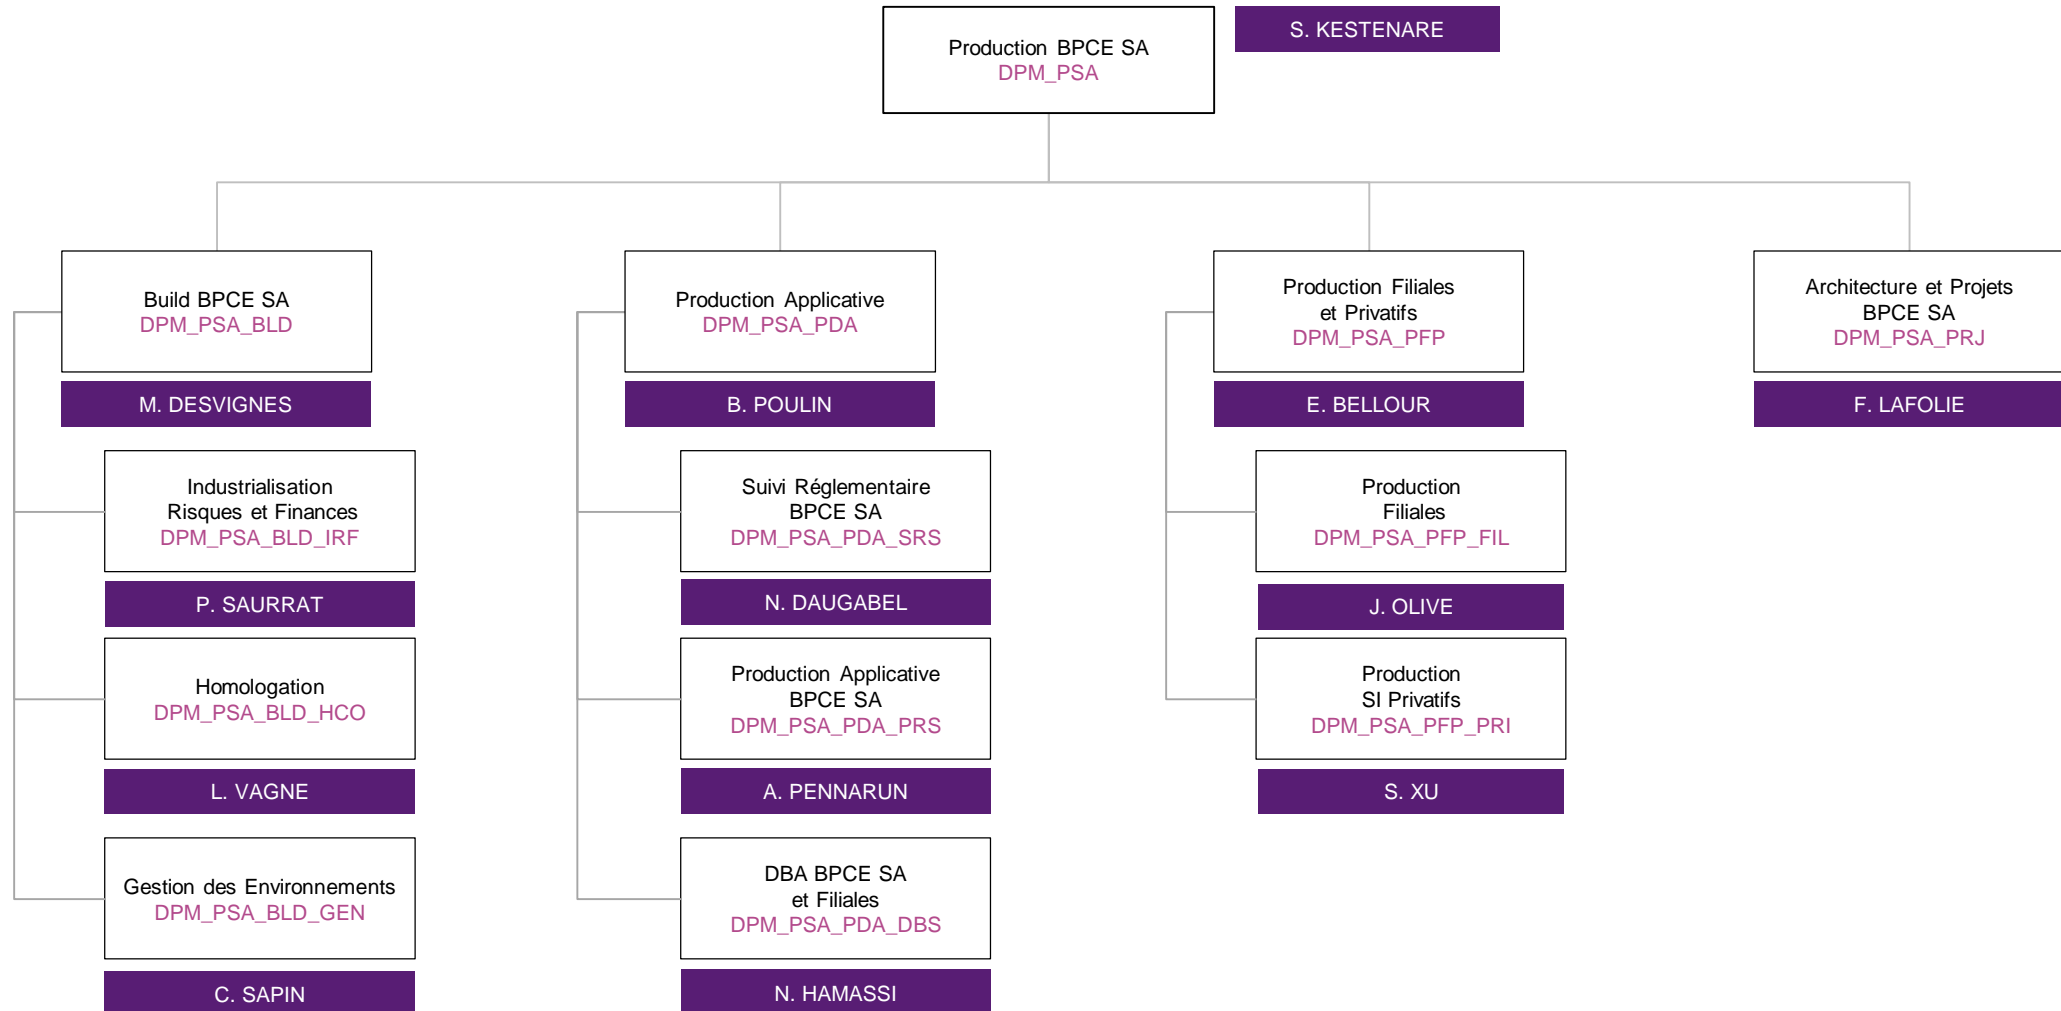 Production BPCE SA
DPM_PSA
S. KESTENARE
Build BPCE SA
DPM_PSA_BLD
M. DESVIGNES
Industrialisation
Risques et Finances
DPM_PSA_BLD_IRF
P. SAURRAT
Homologation
DPM_PSA_BLD_HCO
L. VAGNE
Gestion des Environnements
DPM_PSA_BLD_GEN
C. SAPIN
Production Applicative
DPM_PSA_PDA
B. POULIN
Suivi Réglementaire
BPCE SA
DPM_PSA_PDA_SRS
N. DAUGABEL
Production Applicative
BPCE SA
DPM_PSA_PDA_PRS
A. PENNARUN
DBA BPCE SA
et Filiales
DPM_PSA_PDA_DBS
N. HAMASSI
Production Filiales
et Privatifs
DPM_PSA_PFP
E. BELLOUR
Production
Filiales
DPM_PSA_PFP_FIL
J. OLIVE
Production
SI Privatifs
DPM_PSA_PFP_PRI
S. XU
Architecture et Projets
BPCE SA
DPM_PSA_PRJ
F. LAFOLIE